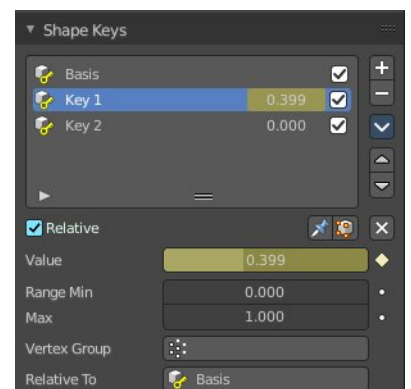 Shape Keys
Basis
Key 1 0.399
Key 2 0.000
Relative
Value 0.399
Range Min 0.000
Max 1.000
Vertex Group
Relative To Basis